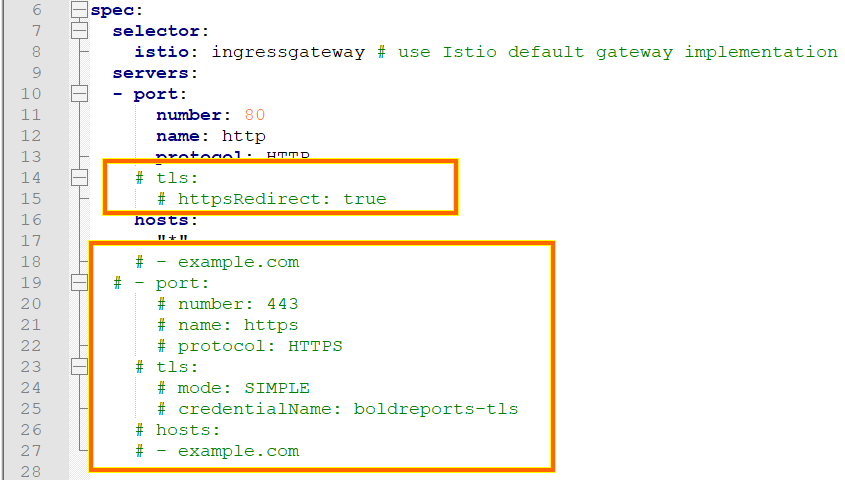 6 spec:
7 selector:
8 istio: ingressgateway # use Istio default gateway implementation
9 servers:
10 - port:
11 number: 80
12 name: http
13 protocol: HTTP
14 # tls:
15 # httpsRedirect: true
16 hosts:
17 "*"
18 # - example.com
19 # - port:
20 # number: 443
21 # name: https
22 # protocol: HTTPS
23 # tls:
24 # mode: SIMPLE
25 # credentialName: boldreports-tls
26 # hosts:
27 # - example.com
28